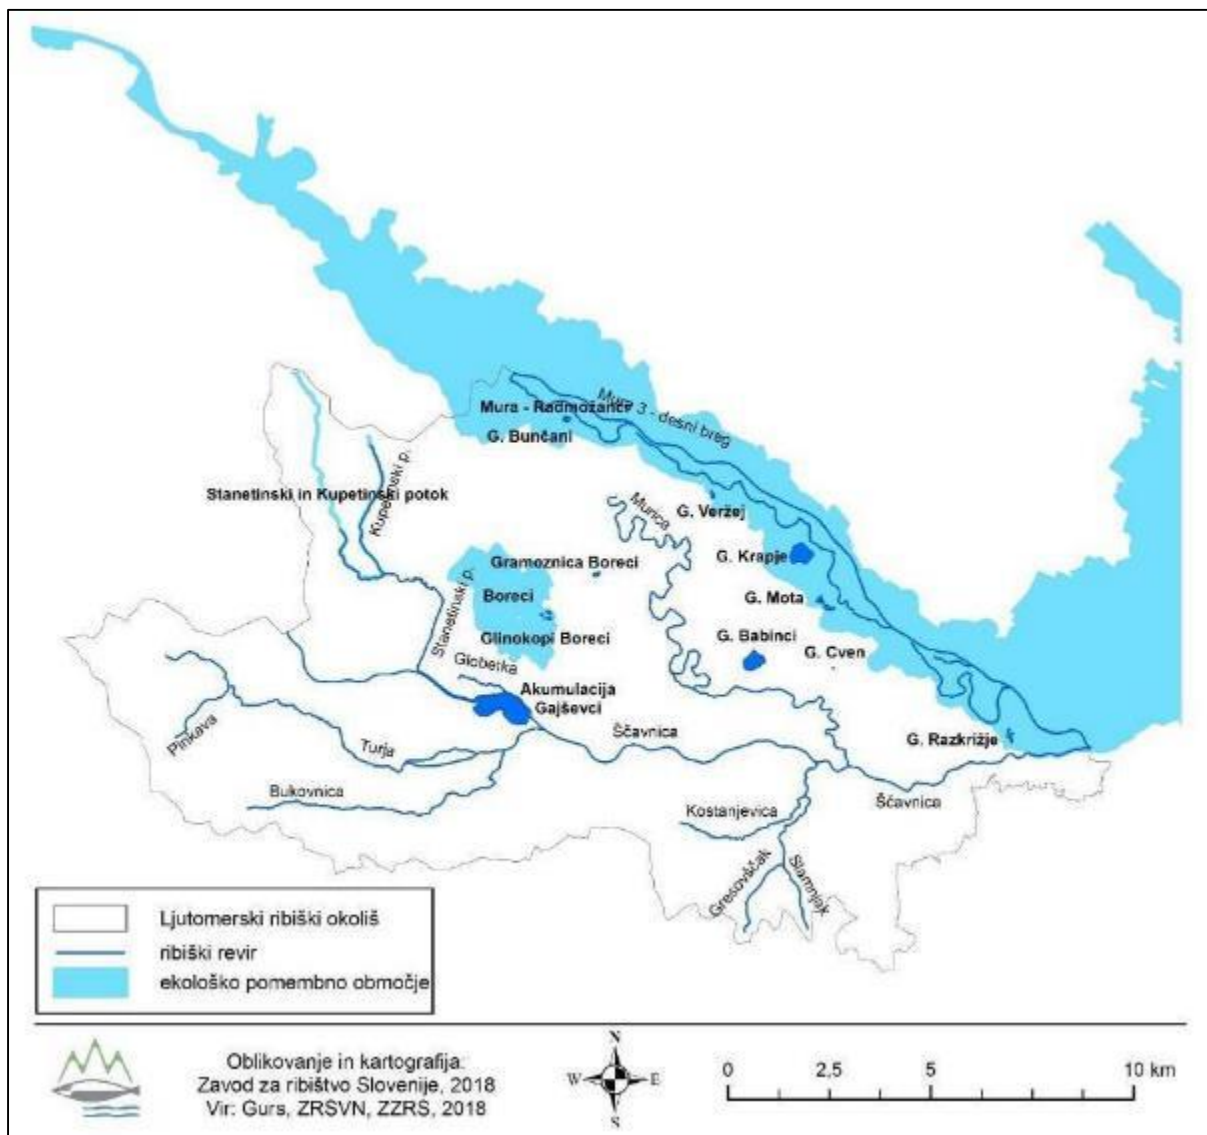 Mura - Radmožanci
Mura 3 - desni breg
G. Bunčani
Kupetinski p.
Stanetinski in Kupetinski potok
G. Veržej
Murica
Gramoznica Boreci
G. Krapje
Stanetinski p.
Boreci
G. Mota
Glinokopi Boreci
G. Babinci
G. Cven
Globetka
Akumulacija
Gajševci
Pinkava
Turja
Ščavnica
G. Razkrižje
Bukovnica
Ščavnica
Kostanjevica
Gresovščak
Slamnjak
Ljutomerski ribiški okoliš
ribiški revir
ekološko pomembno območje
Oblikovanje in kartografija:
Zavod za ribištvo Slovenije, 2018
Vir: Gurs, ZRSVN, ZZRS, 2018
N
W E
S
0 2,5 5 10 km